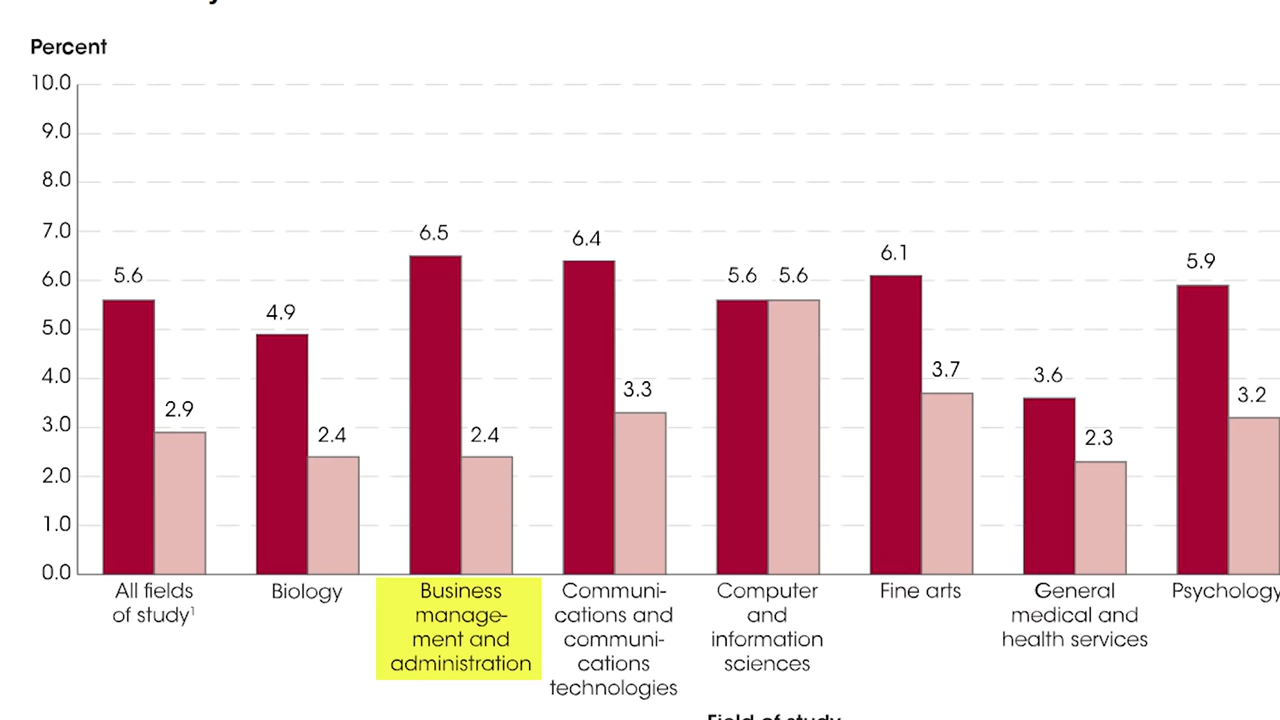 Percent
10.0
9.0
8.0
7.0
6.0
5.0
4.0
3.0
2.0
1.0
0.0
5.6
2.9
4.9
2.4
6.5
2.4
6.4
3.3
5.6
5.6
6.1
3.7
3.6
2.3
5.9
3.2
All fields
of study¹
Biology
Business
manage-
ment and
administration
Communi-
cations and
communi-
cations
technologies
Computer
and
information
sciences
Fine arts
General
medical and
health services
Psychology
Field of study